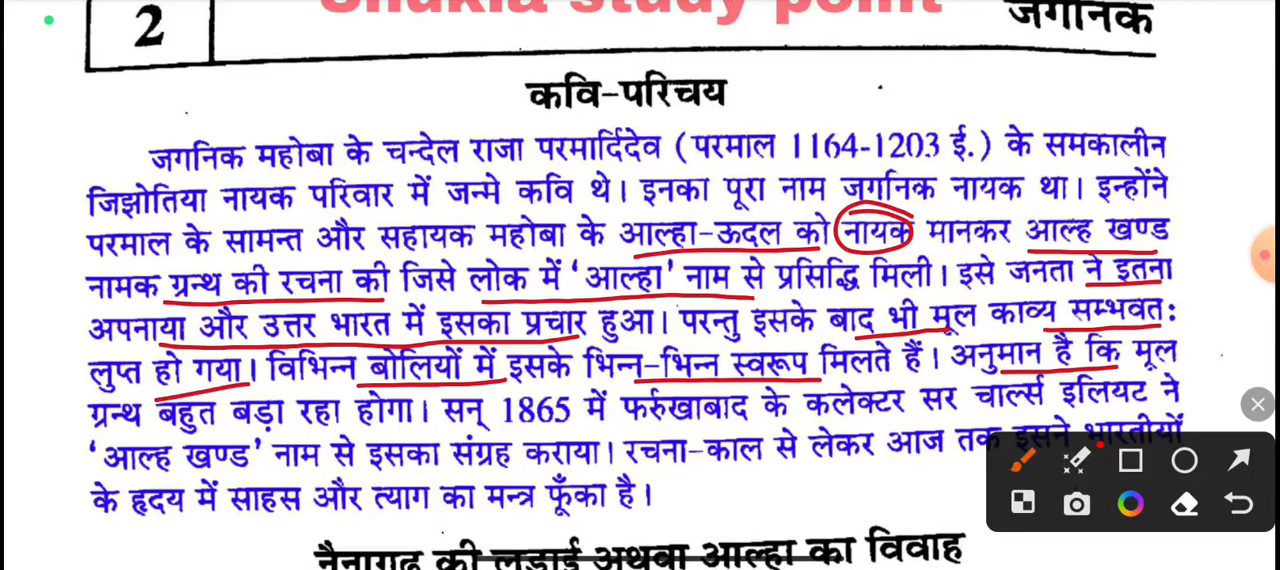 Shukla study point
2
जगनिक
कवि-परिचय
जगनिक महोबा के चन्देल राजा परमार्दिदेव (परमाल 1164-1203 ई.) के समकालीन
जिझोतिया नायक परिवार में जन्मे कवि थे। इनका पूरा नाम जगनिक नायक था। इन्होंने
परमाल के सामन्त और सहायक महोबा के आल्हा-ऊदल को नायक मानकर आल्ह खण्ड
नामक ग्रन्थ की रचना की जिसे लोक में ‘आल्हा’ नाम से प्रसिद्धि मिली। इसे जनता ने इतना
अपनाया और उत्तर भारत में इसका प्रचार हुआ। परन्तु इसके बाद भी मूल काव्य सम्भवत:
लुप्त हो गया। विभिन्न बोलियों में इसके भिन्न-भिन्न स्वरूप मिलते हैं। अनुमान है कि मूल
ग्रन्थ बहुत बड़ा रहा होगा। सन् 1865 में फर्रुखाबाद के कलेक्टर सर चार्ल्स इलियट ने
‘आल्ह खण्ड’ नाम से इसका संग्रह कराया। रचना-काल से लेकर आज तक इसने भारतीयों
के हृदय में साहस और त्याग का मन्त्र फूँका है।
नैनागढ़ की लड़ाई अथवा आल्हा का विवाह